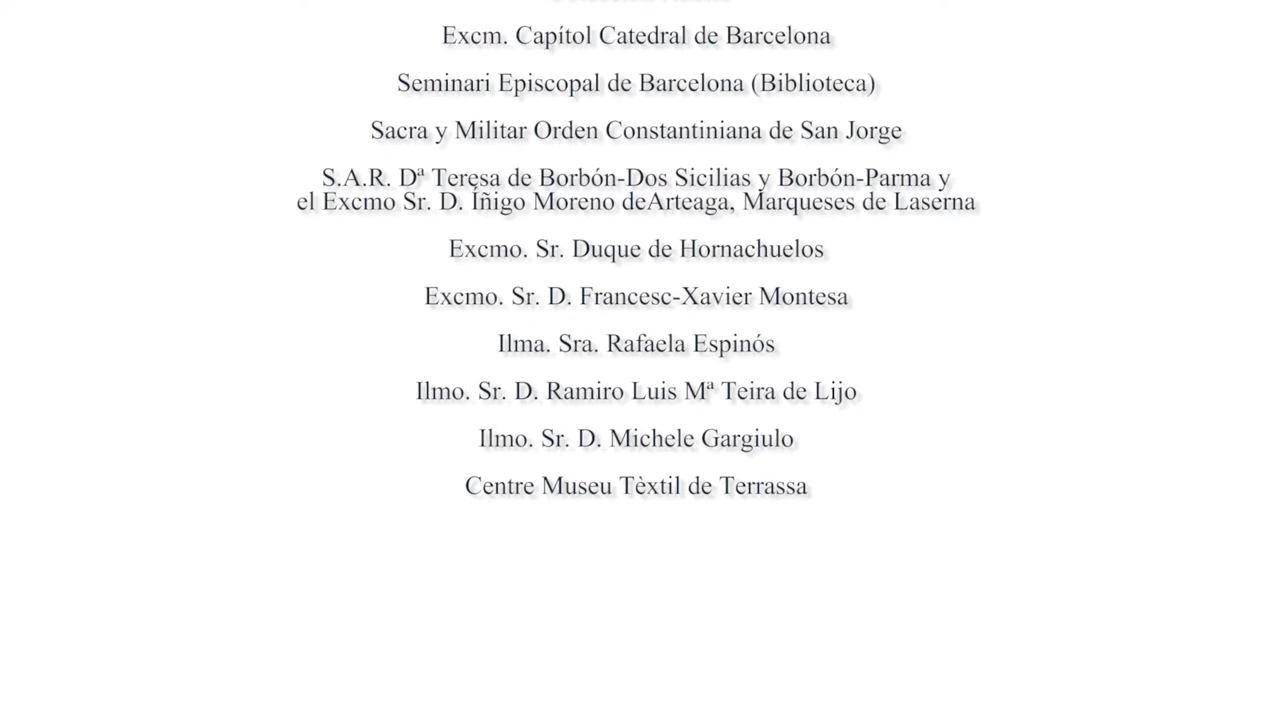 Excm. Capítol Catedral de Barcelona
Seminari Episcopal de Barcelona (Biblioteca)
Sacra y Militar Orden Constantiniana de San Jorge
S.A.R. Dª Teresa de Borbón-Dos Sicilias y Borbón-Parma y
el Excmo Sr. D. Íñigo Moreno deArteaga, Marqueses de Laserna
Excmo. Sr. Duque de Hornachuelos
Excmo. Sr. D. Francesc-Xavier Montesa
Ilma. Sra. Rafaela Espinós
Ilmo. Sr. D. Ramiro Luis Mª Teira de Lijo
Ilmo. Sr. D. Michele Gargiulo
Centre Museu Tèxtil de Terrassa